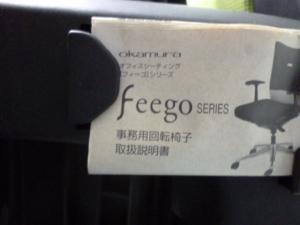 okamura
オフィスシーティング
[フィーゴ]シリーズ
feego SERIES
事務用回転椅子
取扱説明書